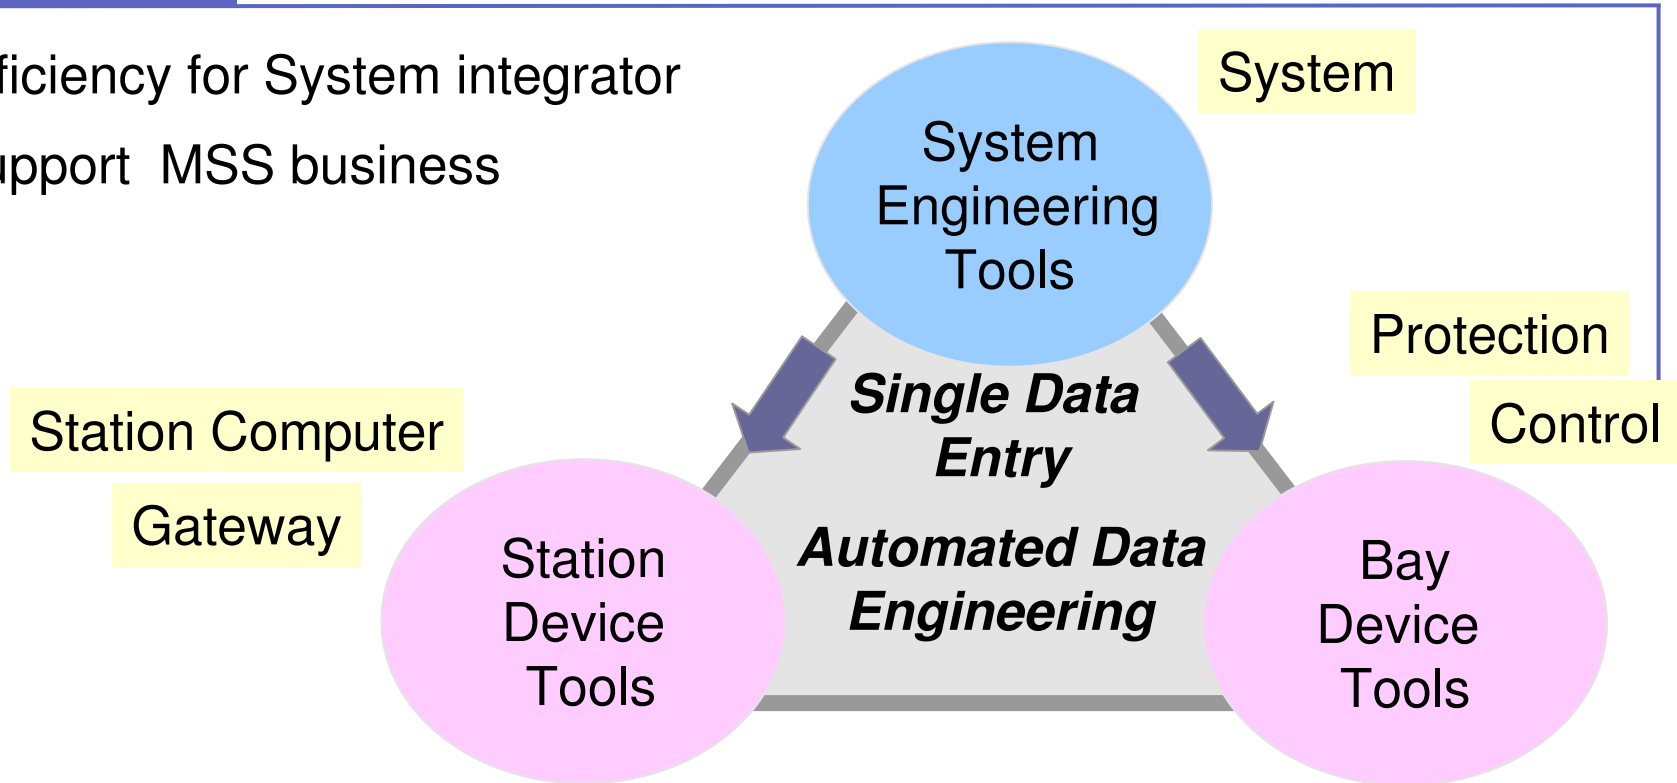 ficiency for System integrator
upport MSS business
System
System
Engineering
Tools
Protection
Control
Station Computer
Gateway
Single Data
Entry
Automated Data
Engineering
Station
Device
Tools
Bay
Device
Tools